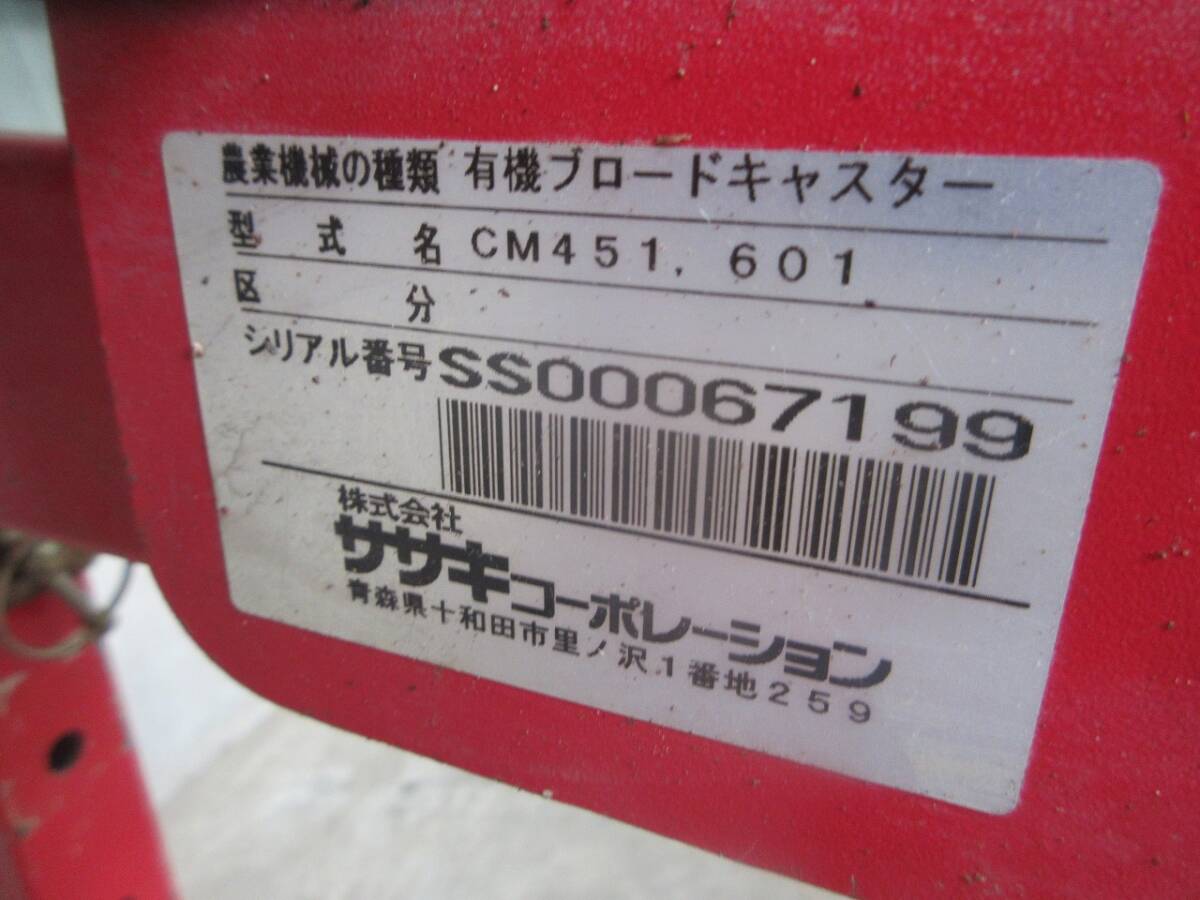 農業機械の種類 有機ブロードキャスター
型式名 CM451, 601
区分
シリアル番号 SS00067199
株式会社
ササキコーポレーション
青森県十和田市里ノ沢1番地259